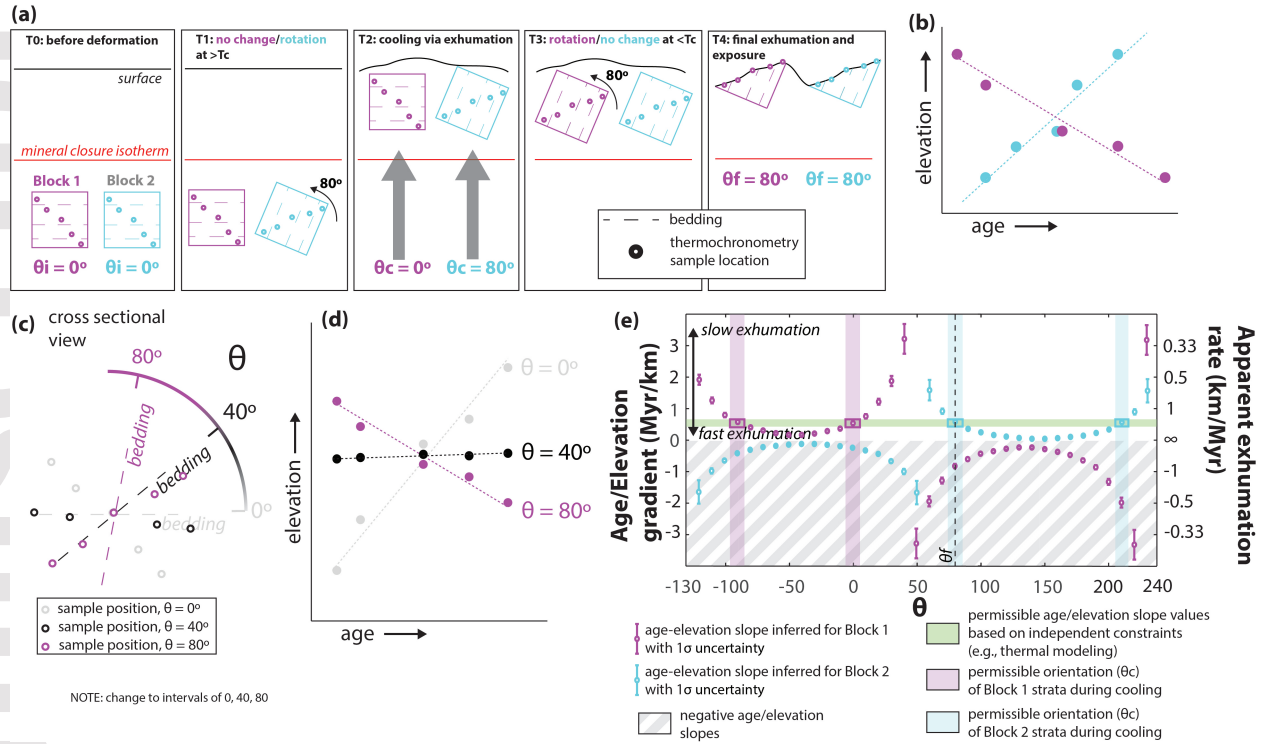 (a)
T0: before deformation
surface
mineral closure isotherm
Block 1
Block 2
θi = 0º
θi = 0º
T1: no change/rotation
at >Tc
80º
T2: cooling via exhumation
θc = 0º
θc = 80º
T3: rotation/no change at <Tc
80º
T4: final exhumation and
exposure
θf = 80º
θf = 80º
bedding
thermochronometry
sample location
(b)
elevation
age
(c)
cross sectional
view
θ
80º
40º
0º
bedding
bedding
bedding
sample position, θ = 0º
sample position, θ = 40º
sample position, θ = 80º
NOTE: change to intervals of 0, 40, 80
(d)
θ = 0º
θ = 40º
θ = 80º
elevation
age
(e)
slow exhumation
fast exhumation
Age/Elevation
gradient (Myr/km)
3
2
1
0
-1
-2
-3
0.33
0.5
1
∞
-1
-0.5
-0.33
Apparent exhumation
rate (km/Myr)
θf
-130
-100
-50
0
50
100
150
200
240
θ
age-elevation slope inferred for Block 1
with 1σ uncertainty
age-elevation slope inferred for Block 2
with 1σ uncertainty
negative age/elevation
slopes
permissible age/elevation slope values
based on independent constraints
(e.g., thermal modeling)
permissible orientation (θc)
of Block 1 strata during cooling
permissible orientation (θc)
of Block 2 strata during cooling